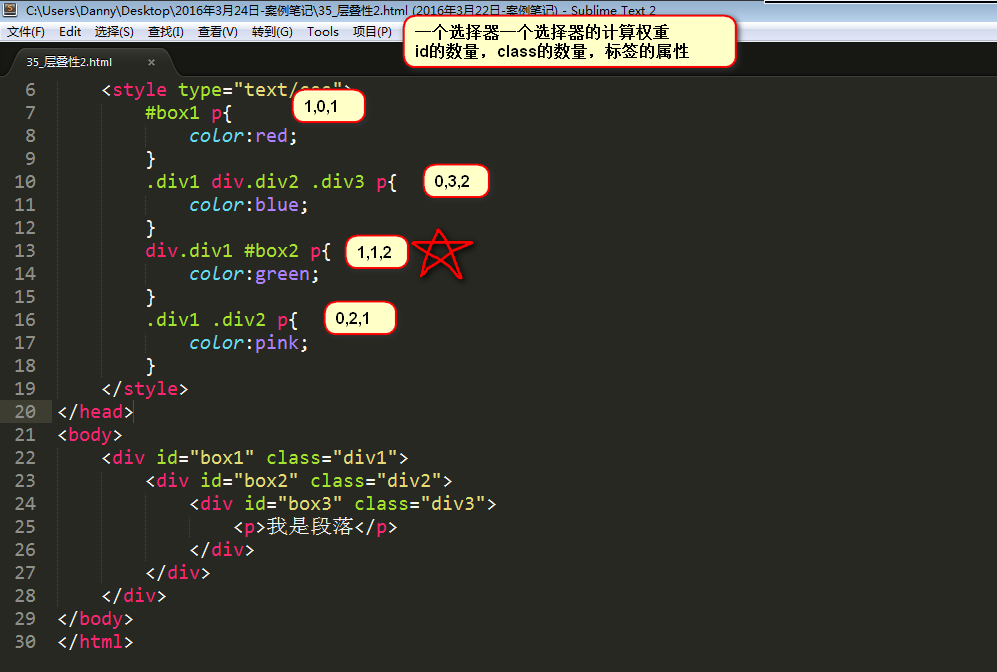 C:\Users\Danny\Desktop\2016年3月24日-案例笔记\35_层叠性2.html (2016年3月22日-案例笔记) - Sublime Text 2
文件(F) Edit 选择(S) 查找(I) 查看(V) 转到(G) Tools 项目(P)
一个选择器一个选择器的计算权重
id的数量，class的数量，标签的属性
35_层叠性2.html ×
6 <style type="text/css">
7 #box1 p{ 1,0,1
8 color:red;
9 }
10 .div1 div.div2 .div3 p{ 0,3,2
11 color:blue;
12 }
13 div.div1 #box2 p{ 1,1,2
14 color:green;
15 }
16 .div1 .div2 p{ 0,2,1
17 color:pink;
18 }
19 </style>
20 </head>
21 <body>
22 <div id="box1" class="div1">
23 <div id="box2" class="div2">
24 <div id="box3" class="div3">
25 <p>我是段落</p>
26 </div>
27 </div>
28 </div>
29 </body>
30 </html>